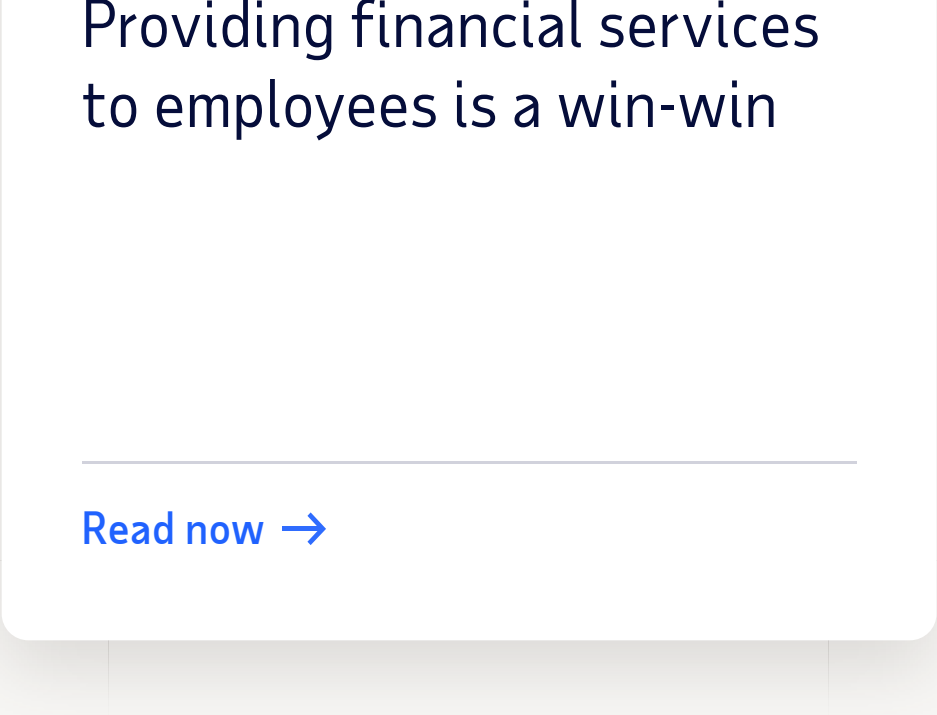 Providing financial services
to employees is a win-win
Read now